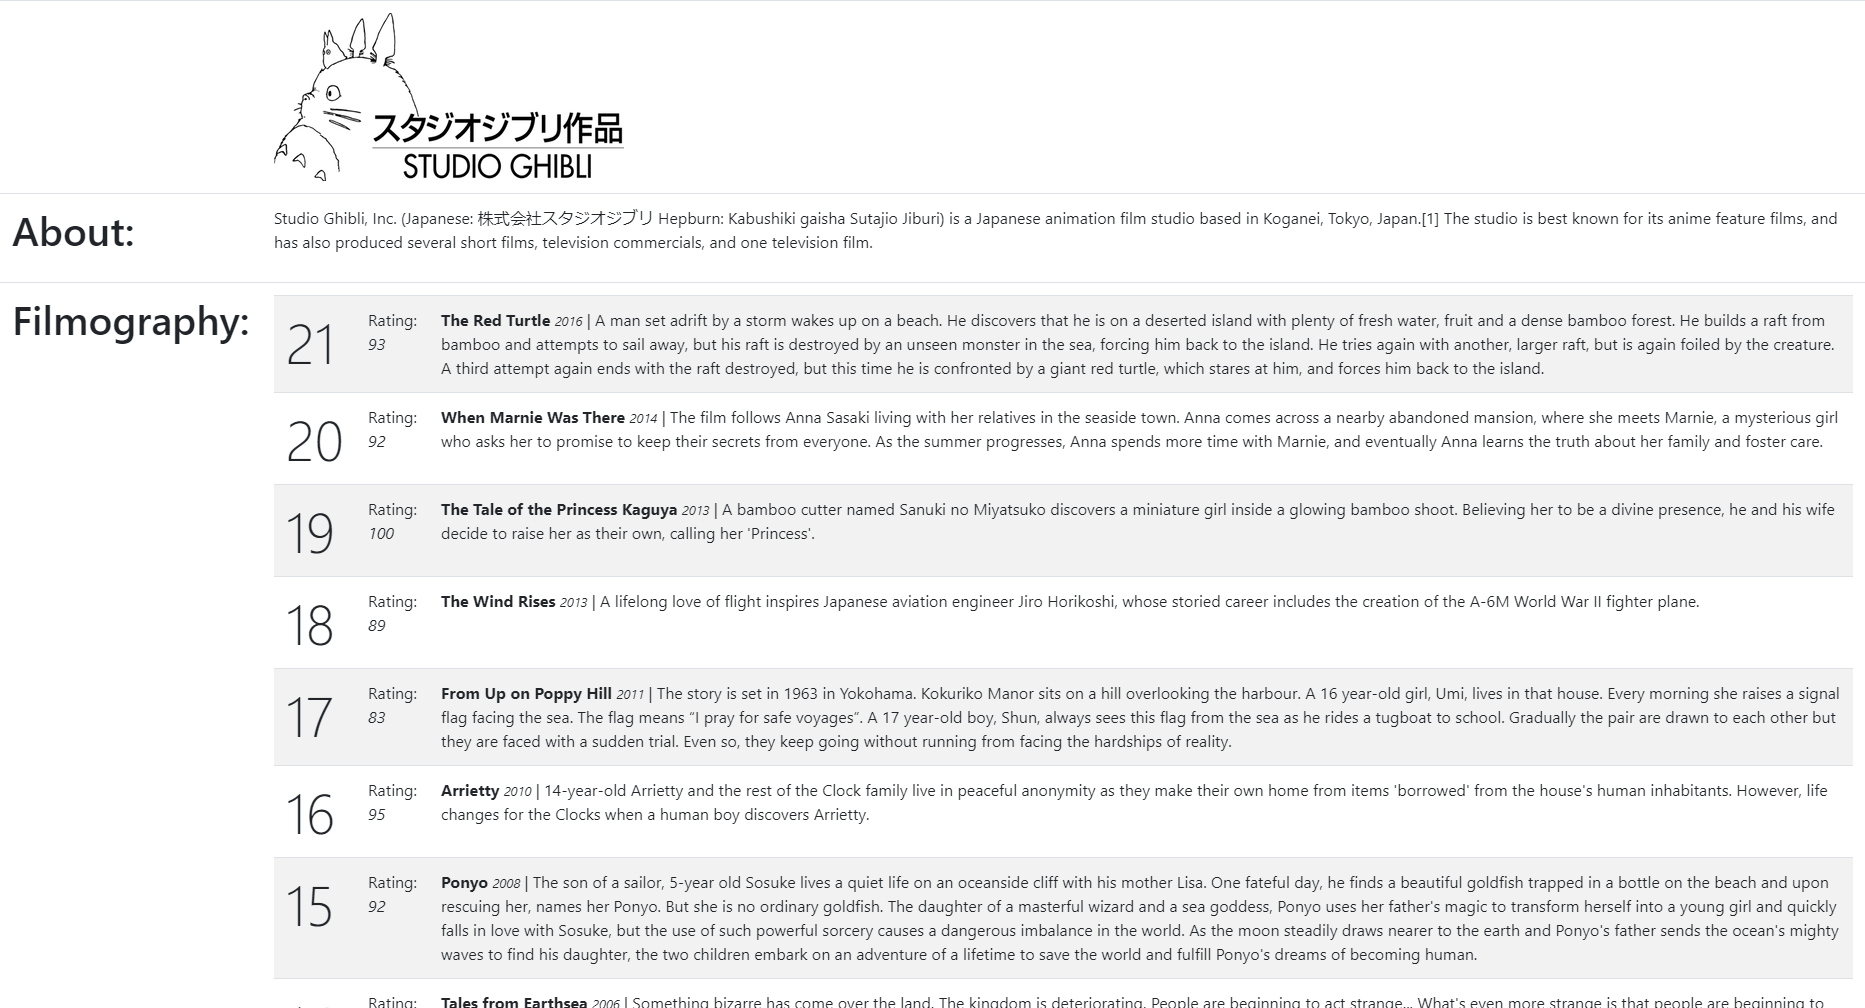 スタジオジブリ作品
STUDIO GHIBLI
About:
Studio Ghibli, Inc. (Japanese: 株式会社スタジオジブリ Hepburn: Kabushiki gaisha Sutajio Jiburi) is a Japanese animation film studio based in Koganei, Tokyo, Japan.[1] The studio is best known for its anime feature films, and
has also produced several short films, television commercials, and one television film.
Filmography:
21
Rating:
93
The Red Turtle 2016 | A man set adrift by a storm wakes up on a beach. He discovers that he is on a deserted island with plenty of fresh water, fruit and a dense bamboo forest. He builds a raft from
bamboo and attempts to sail away, but his raft is destroyed by an unseen monster in the sea, forcing him back to the island. He tries again with another, larger raft, but is again foiled by the creature.
A third attempt again ends with the raft destroyed, but this time he is confronted by a giant red turtle, which stares at him, and forces him back to the island.
20
Rating:
92
When Marnie Was There 2014 | The film follows Anna Sasaki living with her relatives in the seaside town. Anna comes across a nearby abandoned mansion, where she meets Marnie, a mysterious girl
who asks her to promise to keep their secrets from everyone. As the summer progresses, Anna spends more time with Marnie, and eventually Anna learns the truth about her family and foster care.
19
Rating:
100
The Tale of the Princess Kaguya 2013 | A bamboo cutter named Sanuki no Miyatsuko discovers a miniature girl inside a glowing bamboo shoot. Believing her to be a divine presence, he and his wife
decide to raise her as their own, calling her 'Princess'.
18
Rating:
89
The Wind Rises 2013 | A lifelong love of flight inspires Japanese aviation engineer Jiro Horikoshi, whose storied career includes the creation of the A-6M World War II fighter plane.
17
Rating:
83
From Up on Poppy Hill 2011 | The story is set in 1963 in Yokohama. Kokuriko Manor sits on a hill overlooking the harbour. A 16 year-old girl, Umi, lives in that house. Every morning she raises a signal
flag facing the sea. The flag means “I pray for safe voyages”. A 17 year-old boy, Shun, always sees this flag from the sea as he rides a tugboat to school. Gradually the pair are drawn to each other but
they are faced with a sudden trial. Even so, they keep going without running from facing the hardships of reality.
16
Rating:
95
Arrietty 2010 | 14-year-old Arrietty and the rest of the Clock family live in peaceful anonymity as they make their own home from items 'borrowed' from the house's human inhabitants. However, life
changes for the Clocks when a human boy discovers Arrietty.
15
Rating:
92
Ponyo 2008 | The son of a sailor, 5-year old Sosuke lives a quiet life on an oceanside cliff with his mother Lisa. One fateful day, he finds a beautiful goldfish trapped in a bottle on the beach and upon
rescuing her, names her Ponyo. But she is no ordinary goldfish. The daughter of a masterful wizard and a sea goddess, Ponyo uses her father's magic to transform herself into a young girl and quickly
falls in love with Sosuke, but the use of such powerful sorcery causes a dangerous imbalance in the world. As the moon steadily draws nearer to the earth and Ponyo's father sends the ocean's mighty
waves to find his daughter, the two children embark on an adventure of a lifetime to save the world and fulfill Ponyo's dreams of becoming human.
Rating:
Tales from Earthsea 2006 | Something bizarre has come over the land. The kingdom is deteriorating. People are beginning to act strange... What's even more strange is that people are beginning to